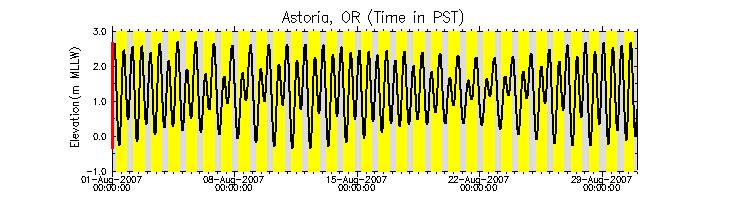 Astoria, OR (Time in PST)
Elevation(m MLLW)
3.0
2.0
1.0
0.0
-1.0
01-Aug-2007 08-Aug-2007 15-Aug-2007 22-Aug-2007 29-Aug-2007
00:00:00 00:00:00 00:00:00 00:00:00 00:00:00